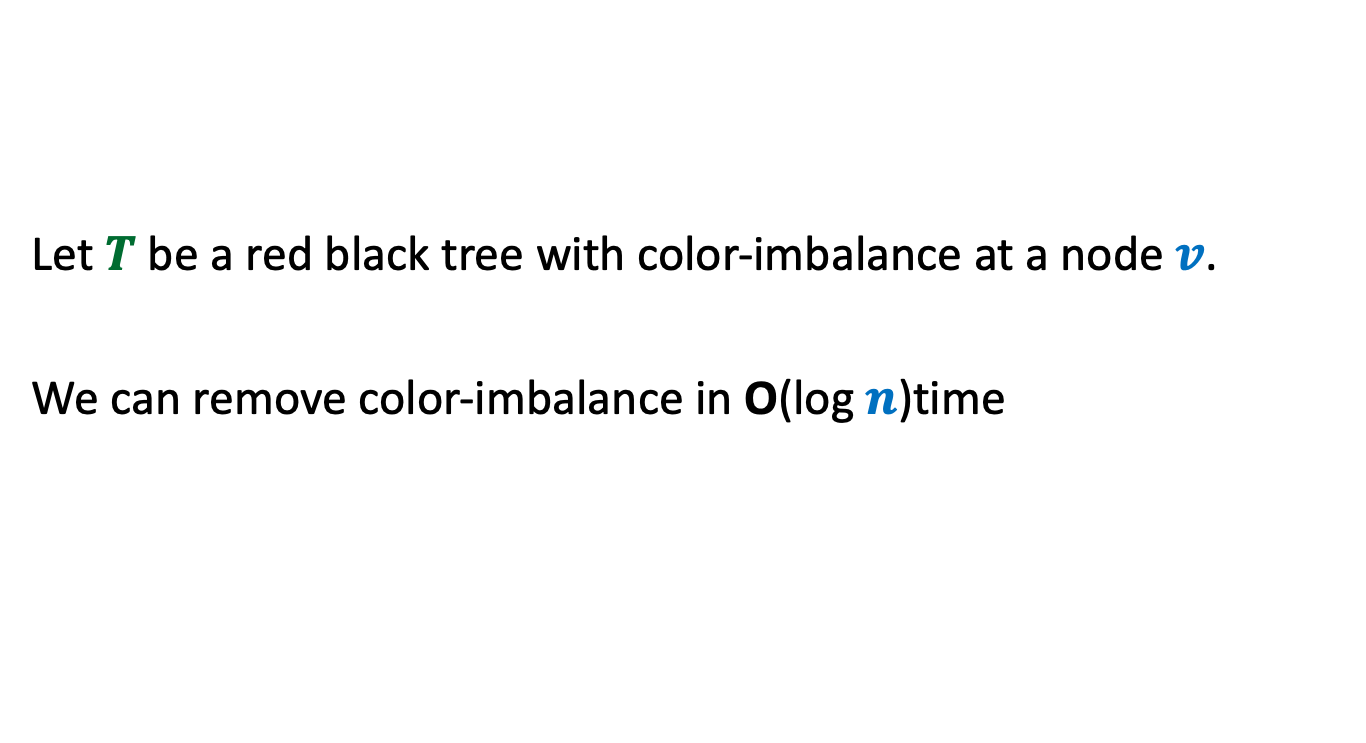 Let T be a red black tree with color-imbalance at a node v.
We can remove color-imbalance in O(log n)time